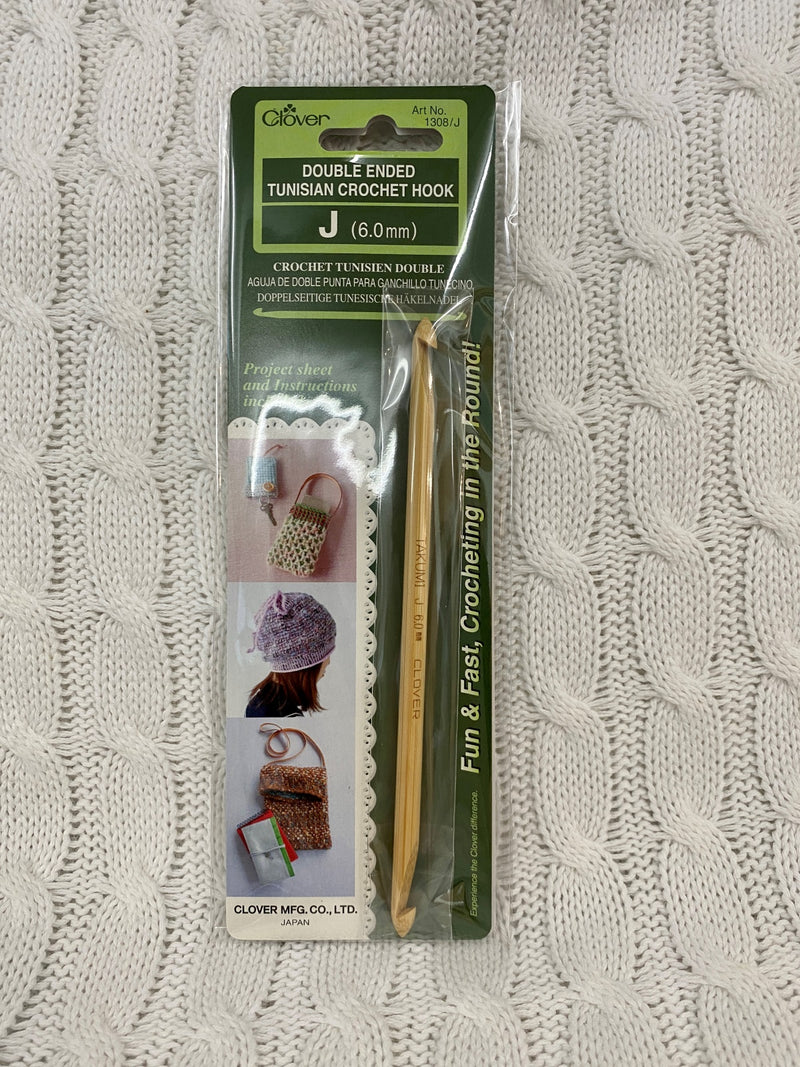 Clover
Art No.
1308/J
DOUBLE ENDED
TUNISIAN CROCHET HOOK
J (6.0mm)
CROCHET TUNISIEN DOUBLE
AGUJA DE DOBLE PUNTA PARA GANCHILLO TUNECINO
DOPPELSEITIGE TUNESISCHE HÄKELNADEL
Project sheet
and Instructions
TAKUMI J 6.0mm CLOVER
Fun & Fast, Crocheting in the Round!
Experience the Clover difference.
CLOVER MFG. CO., LTD.
JAPAN